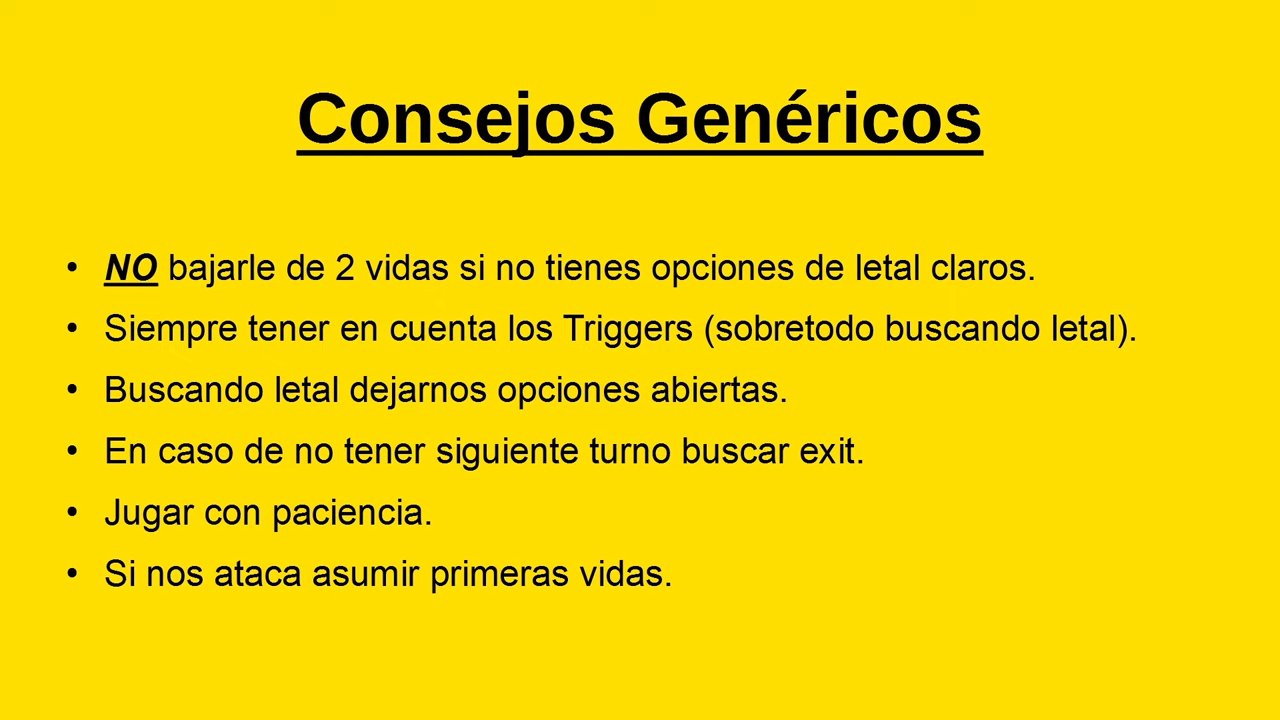 Consejos Genéricos
• NO bajarle de 2 vidas si no tienes opciones de letal claros.
• Siempre tener en cuenta los Triggers (sobretodo buscando letal).
• Buscando letal dejarnos opciones abiertas.
• En caso de no tener siguiente turno buscar exit.
• Jugar con paciencia.
• Si nos ataca asumir primeras vidas.